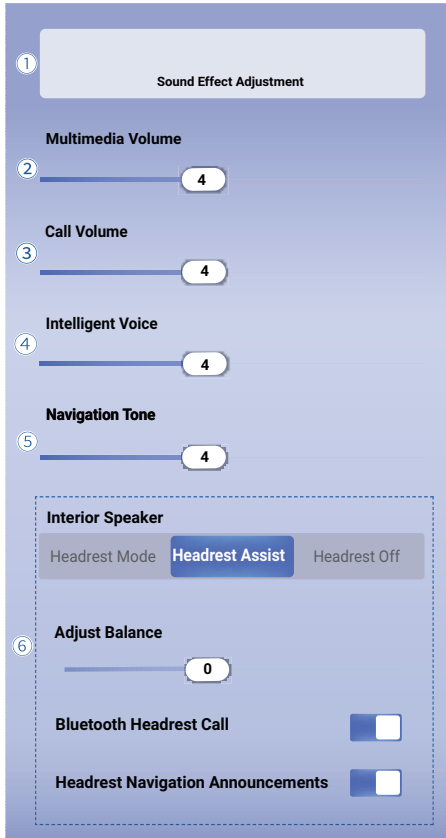 ①
Sound Effect Adjustment
Multimedia Volume
②
4
Call Volume
③
4
Intelligent Voice
④
4
Navigation Tone
⑤
4
Interior Speaker
Headrest Mode Headrest Assist Headrest Off
Adjust Balance
⑥
0
Bluetooth Headrest Call
Headrest Navigation Announcements